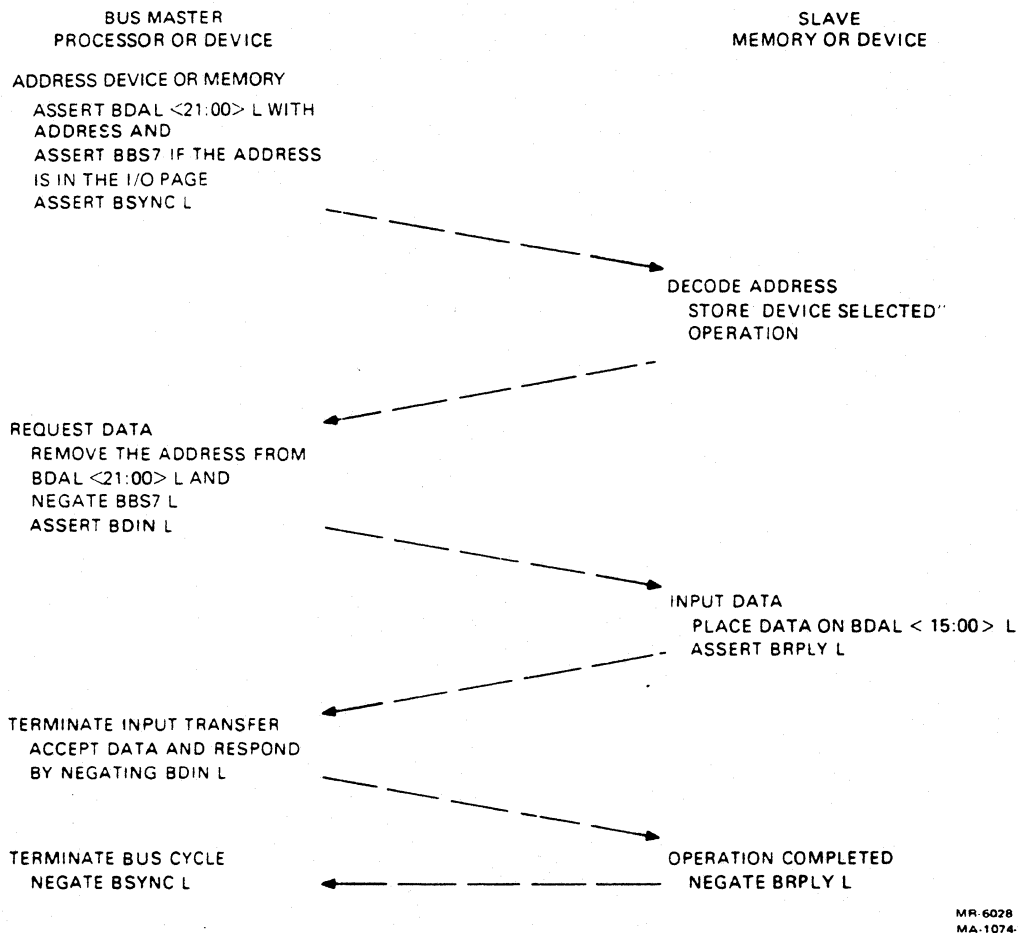 BUS MASTER
PROCESSOR OR DEVICE
SLAVE
MEMORY OR DEVICE
ADDRESS DEVICE OR MEMORY
ASSERT BDAL <21:00> L WITH
ADDRESS AND
ASSERT BBS7 IF THE ADDRESS
IS IN THE I/O PAGE
ASSERT BSYNC L
DECODE ADDRESS
STORE DEVICE SELECTED''
OPERATION
REQUEST DATA
REMOVE THE ADDRESS FROM
BDAL <21:00> L AND
NEGATE BBS7 L
ASSERT BDIN L
INPUT DATA
PLACE DATA ON BDAL < 15:00> L
ASSERT BRPLY L
TERMINATE INPUT TRANSFER
ACCEPT DATA AND RESPOND
BY NEGATING BDIN L
OPERATION COMPLETED
NEGATE BRPLY L
TERMINATE BUS CYCLE
NEGATE BSYNC L
MR-6028
MA-1074-